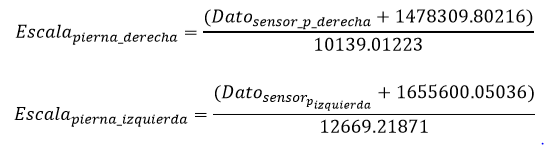 Escala_pierna_derecha = (Dato_sensor_p_derecha + 1478309.80216) / 10139.01223
Escala_pierna_izquierda = (Dato_sensor_p_izquierda + 1655600.05036) / 12669.21871 .